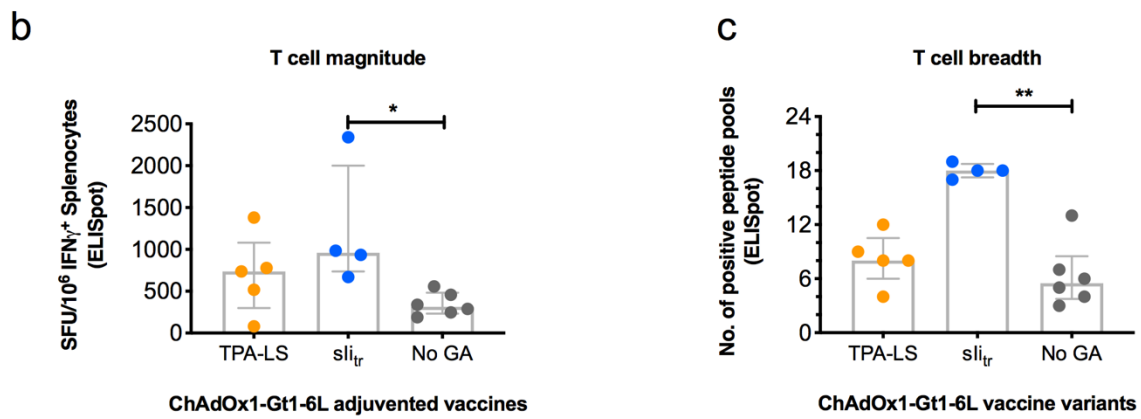 b
T cell magnitude
SFU/10⁶ IFNγ⁺ Splenocytes
(ELISpot)
2500
2000
1500
1000
500
0
*
TPA-LS sIi_tr No GA
ChAdOx1-Gt1-6L adjuvented vaccines
c
T cell breadth
No. of positive peptide pools
(ELISpot)
24
18
12
6
0
**
TPA-LS sIi_tr No GA
ChAdOx1-Gt1-6L vaccine variants